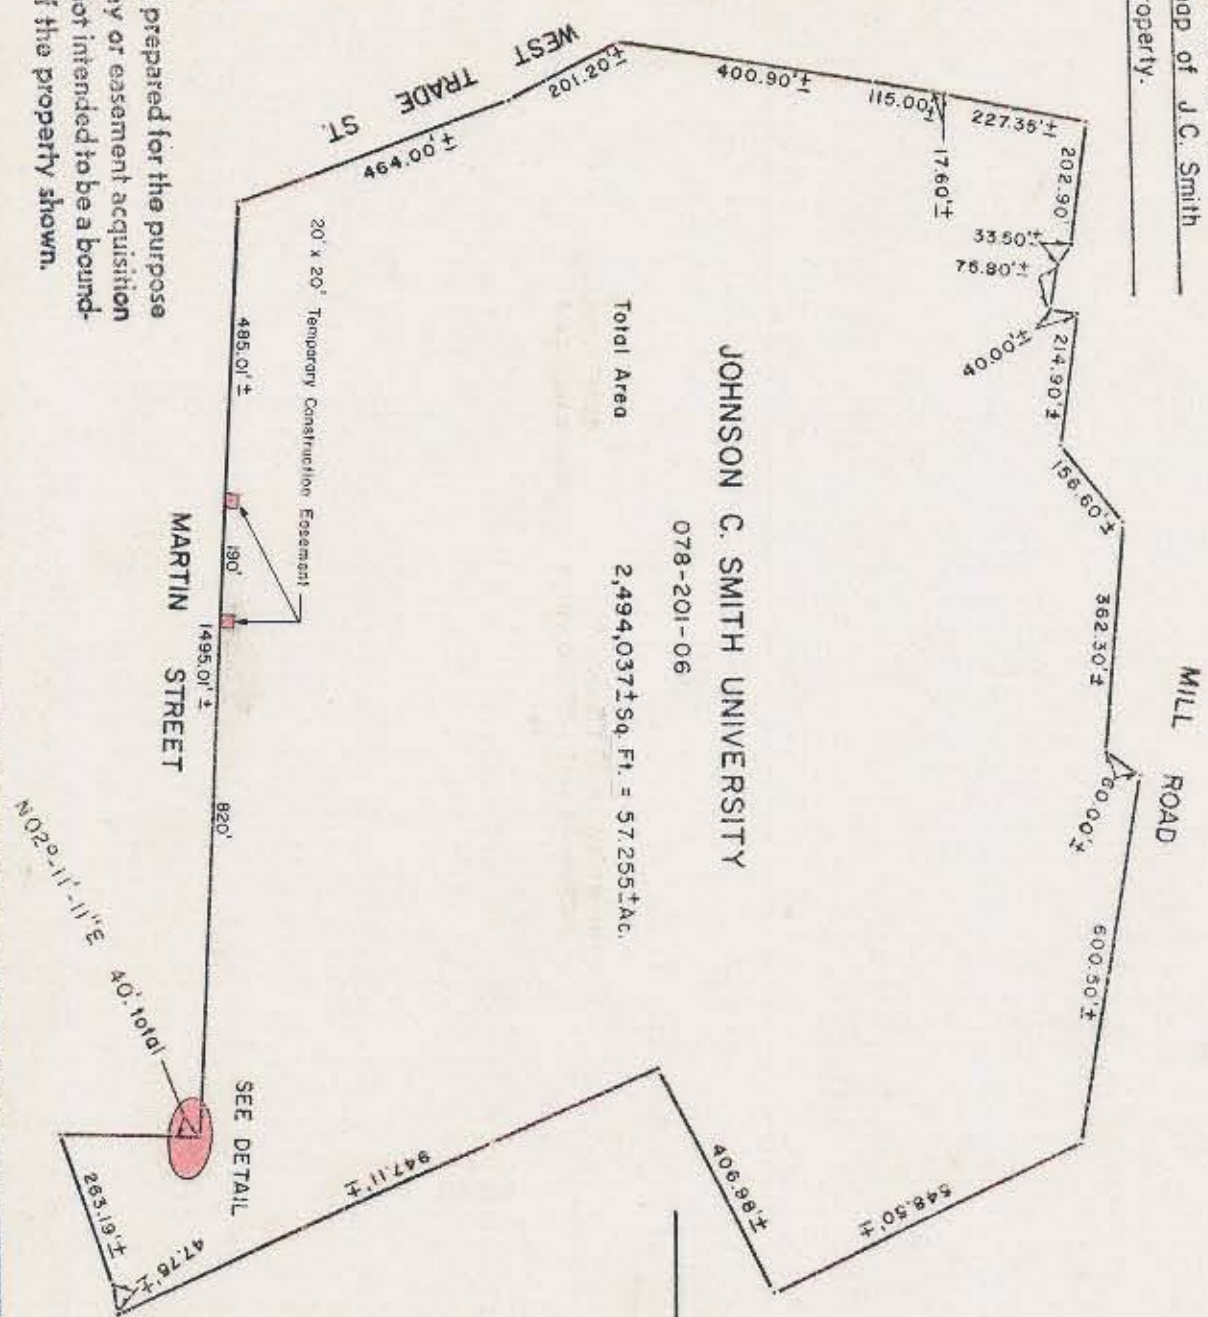 ap of J.C. Smith
roperty.
MILL ROAD
WEST TRADE ST.
464.00'±
201.20'±
400.90'±
115.00'±
227.35'±
17.60'±
202.90'
33.50'±
75.80'±
40.00'±
214.90'±
156.60'±
362.30'±
60.00'±
600.50'±
548.50'±
406.98'±
947.11'±
47.78'±
263.19'±
JOHNSON C. SMITH UNIVERSITY
078-201-06
Total Area 2,494,037± Sq. Ft. = 57.255± Ac.
20' x 20' Temporary Construction Easement
485.01'±
190'
1495.01'±
820'
MARTIN STREET
SEE DETAIL
40' total
N02°-11'-11"E
prepared for the purpose
y or easement acquisition
ot intended to be a bound-
f the property shown.